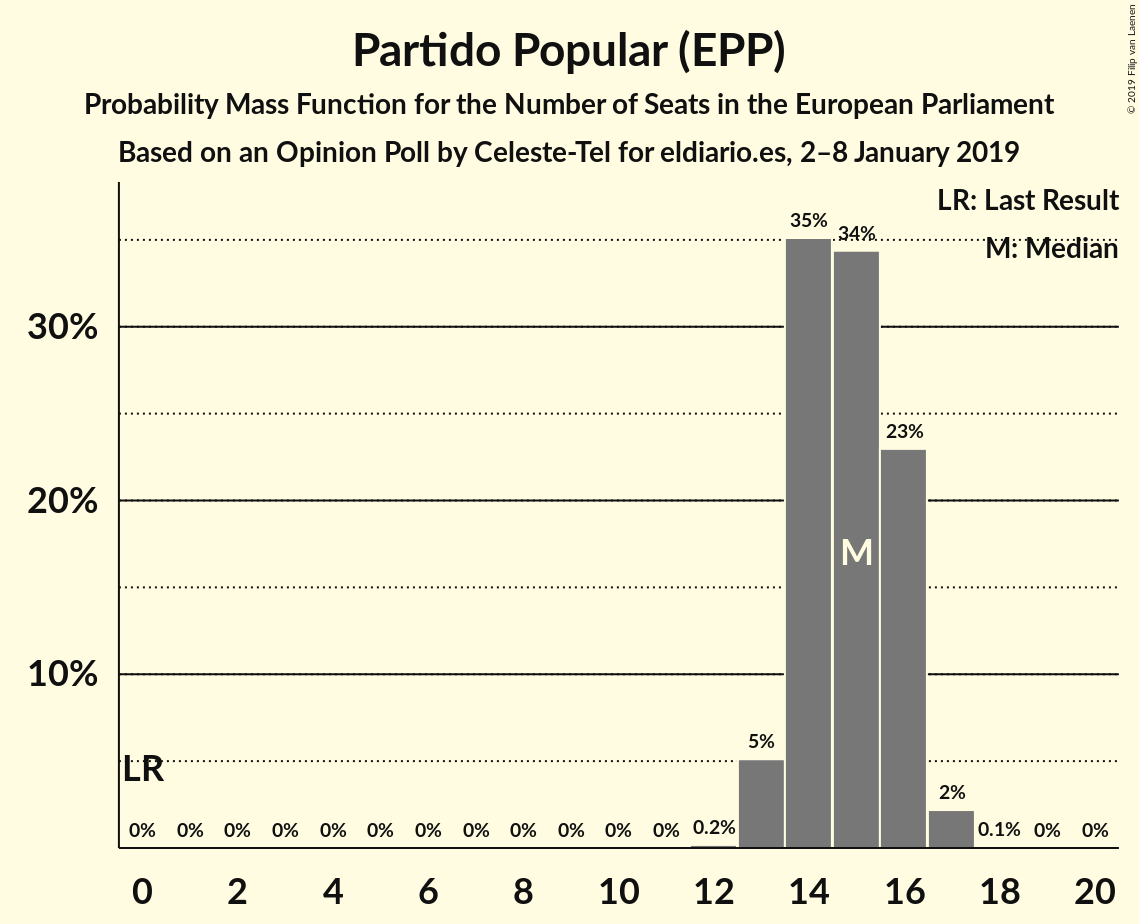 Partido Popular (EPP)
Probability Mass Function for the Number of Seats in the European Parliament
Based on an Opinion Poll by Celeste-Tel for eldiario.es, 2–8 January 2019
© 2019 Filip van Laenen
LR: Last Result
M: Median
35%
34%
30%
23%
20%
M
10%
5%
LR
2%
0% 0% 0% 0% 0% 0% 0% 0% 0% 0% 0% 0% 0.2% 0.1% 0% 0%
0 2 4 6 8 10 12 14 16 18 20